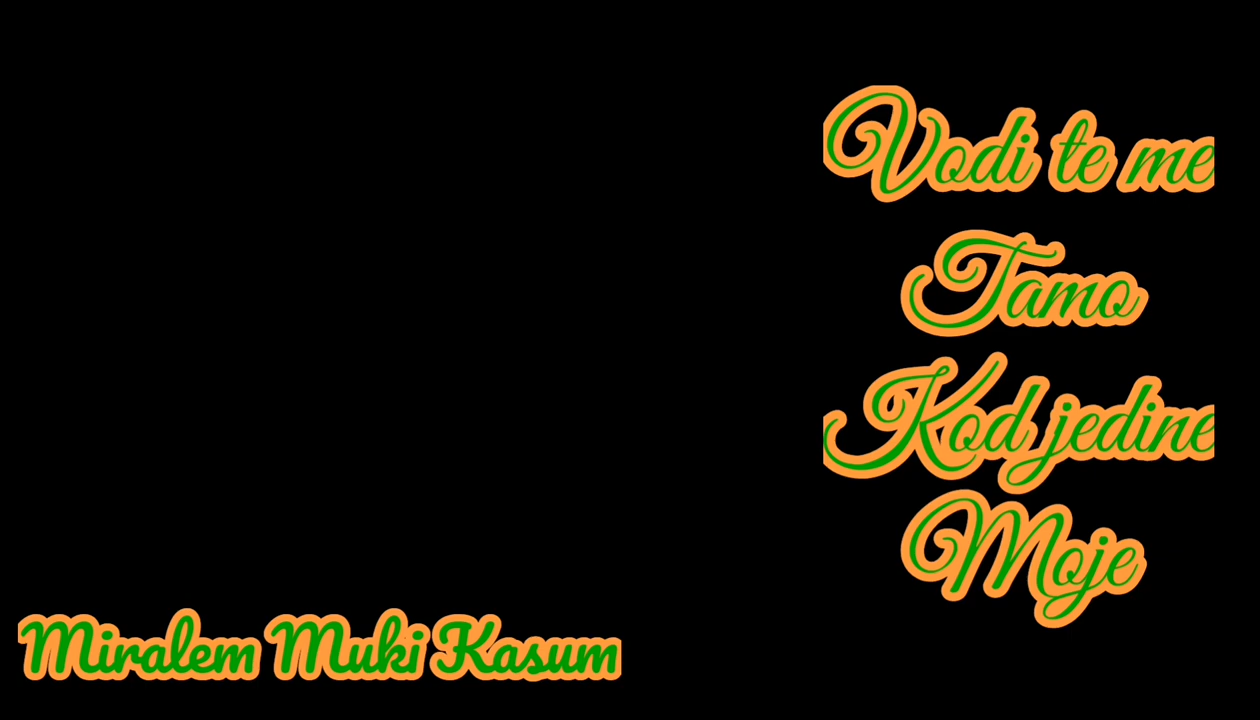 Vodi te me
Tamo
Kod jedine
Moje
Miralem Muki Kasum